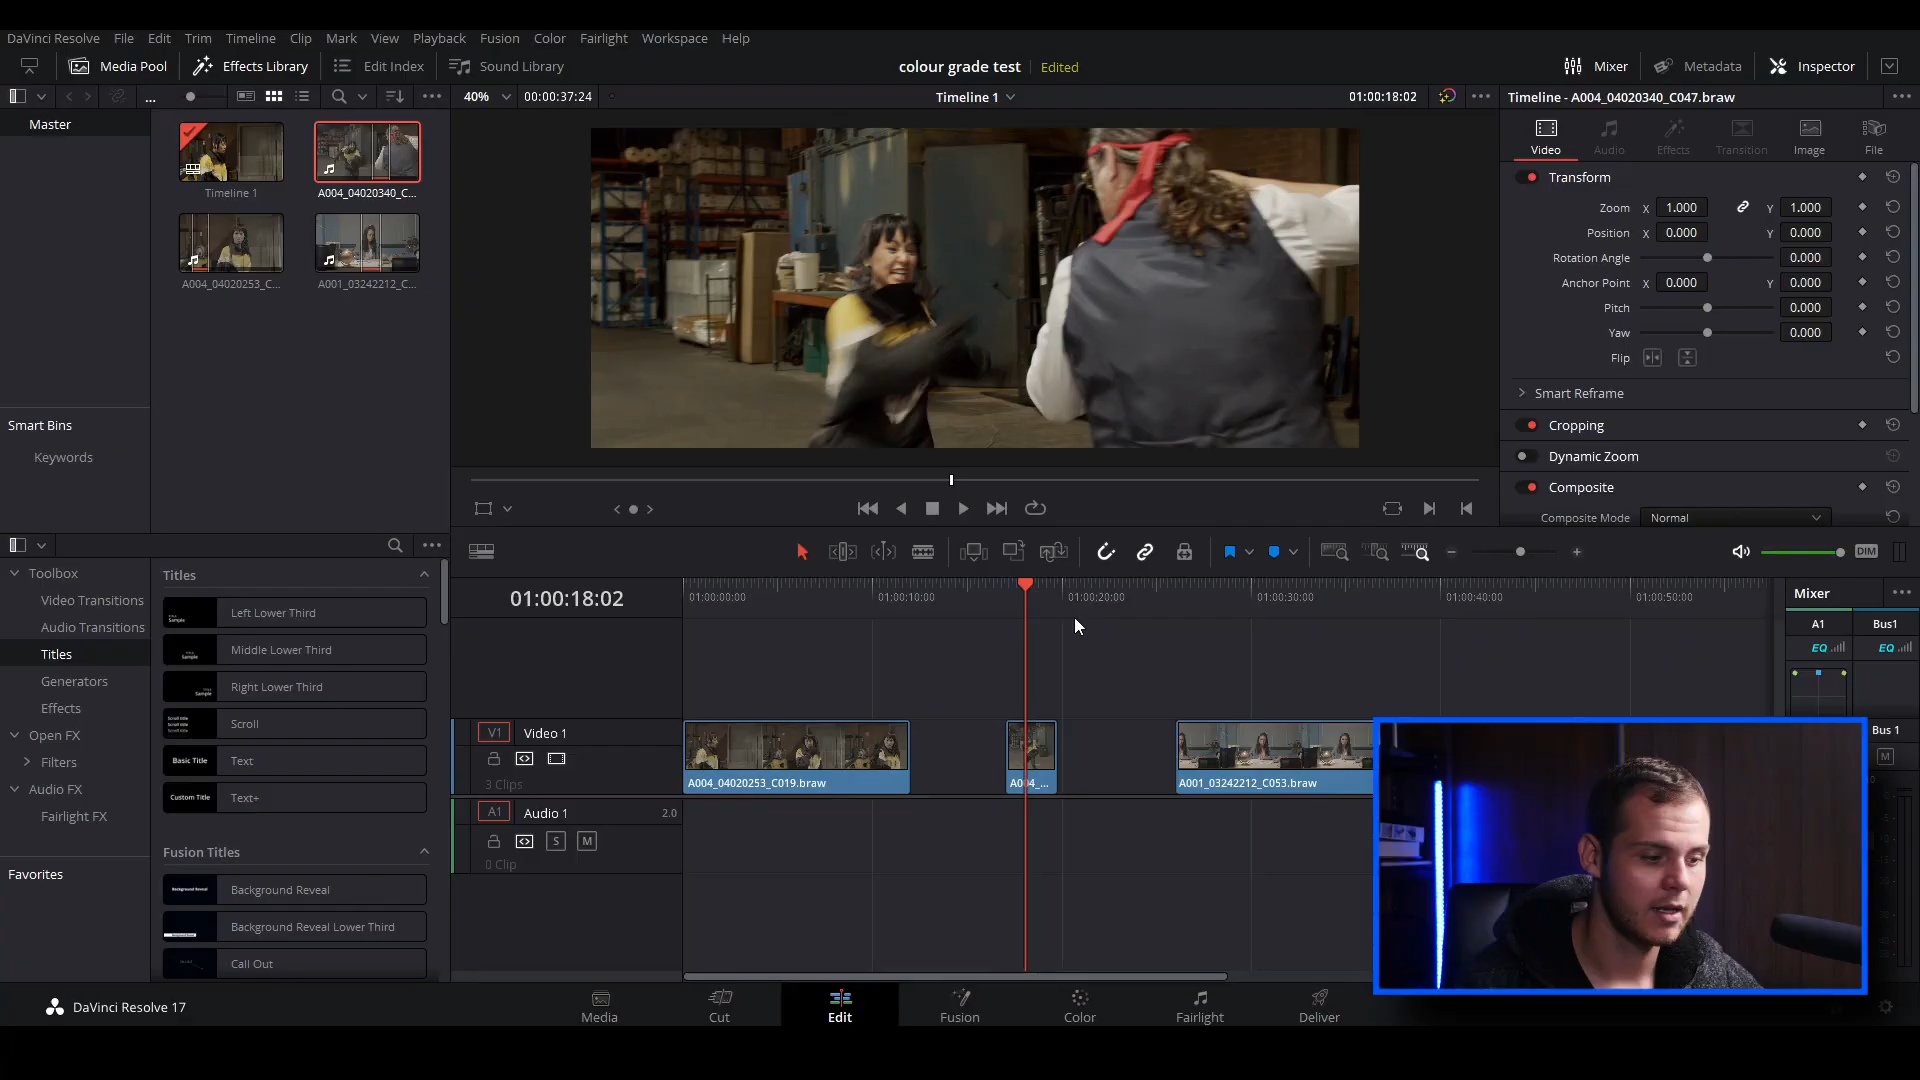 DaVinci Resolve File Edit Trim Timeline Clip Mark View Playback Fusion Color Fairlight Workspace Help
Media Pool Effects Library Edit Index Sound Library colour grade test Edited Mixer Metadata Inspector
... 40% 00:00:37:24 Timeline 1 01:00:18:02 Timeline - A004_04020340_C047.braw
Master
Timeline 1 A004_04020340_C...
A004_04020253_C... A001_03242212_C...
Smart Bins
Keywords
Video Audio Effects Transition Image File
Transform
Zoom X 1.000 Y 1.000
Position X 0.000 Y 0.000
Rotation Angle 0.000
Anchor Point X 0.000 Y 0.000
Pitch 0.000
Yaw 0.000
Flip
Smart Reframe
Cropping
Dynamic Zoom
Composite
Composite Mode Normal
DIM
Toolbox
Video Transitions
Audio Transitions
Titles
Generators
Effects
Open FX
Filters
Audio FX
Fairlight FX
Favorites
Titles
Left Lower Third
Middle Lower Third
Right Lower Third
Scroll
Basic Title Text
Custom Title Text+
Fusion Titles
Background Reveal Background Reveal
Background Reveal Lower Third
Call Out
01:00:18:02 01:00:00:00 01:00:10:00 01:00:20:00 01:00:30:00 01:00:40:00 01:00:50:00
V1 Video 1
3 Clips
A004_04020253_C019.braw A004_... A001_03242212_C053.braw
A1 Audio 1 2.0
S M
0 Clip
Mixer
A1 Bus1
EQ EQ
Bus 1
M
DaVinci Resolve 17 Media Cut Edit Fusion Color Fairlight Deliver